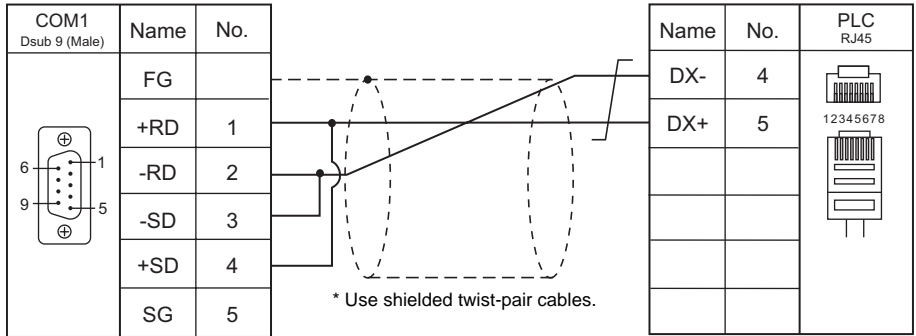 COM1
Dsub 9 (Male)
Name No.
FG
+RD 1
-RD 2
-SD 3
+SD 4
SG 5
6 1
9 5
* Use shielded twist-pair cables.
Name No.
DX- 4
DX+ 5
PLC
RJ45
12345678